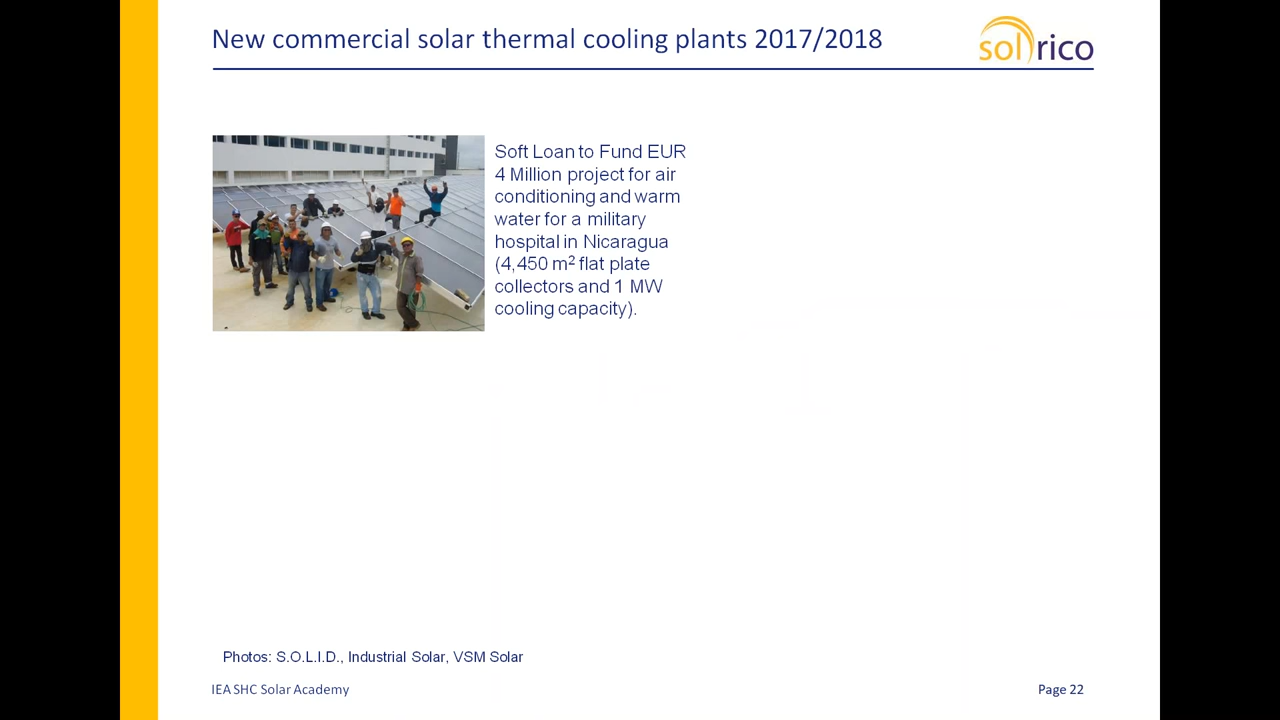 New commercial solar thermal cooling plants 2017/2018
solrico
Soft Loan to Fund EUR
4 Million project for air
conditioning and warm
water for a military
hospital in Nicaragua
(4,450 m² flat plate
collectors and 1 MW
cooling capacity).
Photos: S.O.L.I.D., Industrial Solar, VSM Solar
IEA SHC Solar Academy
Page 22